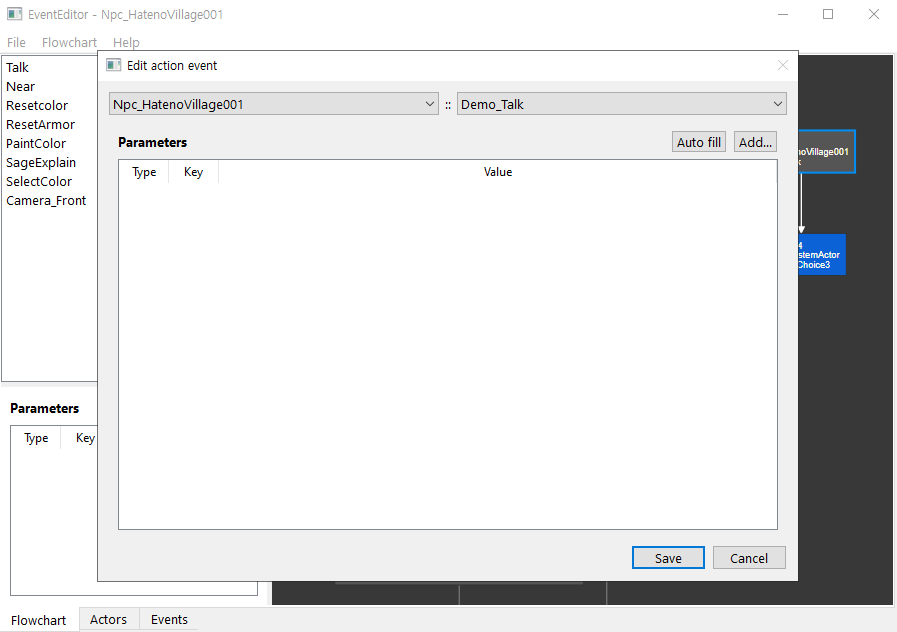 EventEditor - Npc_HatenoVillage001
File Flowchart Help
Talk
Near
Resetcolor
ResetArmor
PaintColor
SageExplain
SelectColor
Camera_Front
Edit action event
Npc_HatenoVillage001 :: Demo_Talk
Parameters Auto fill Add...
Type Key Value
Save Cancel
noVillage001
k
4
stemActor
Choice3
Parameters
Type Key
Flowchart Actors Events